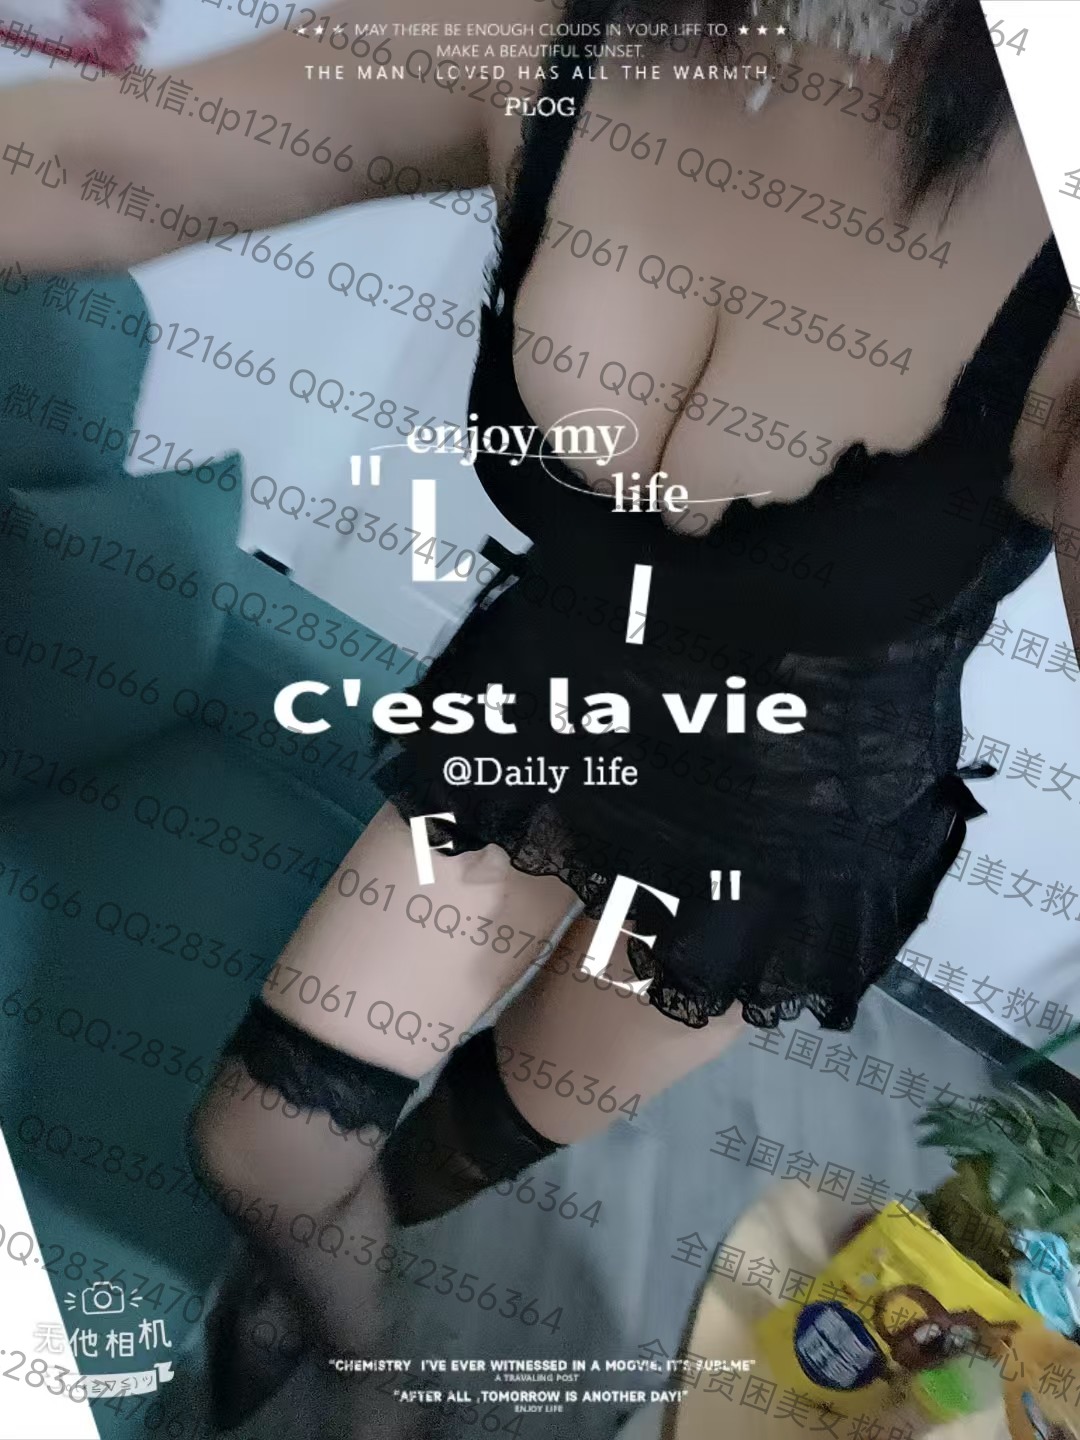 ★ ★ ★ MAY THERE BE ENOUGH CLOUDS IN YOUR LIFE TO ★ ★ ★
MAKE A BEAUTIFUL SUNSET.
THE MAN I LOVED HAS ALL THE WARMTH.
PLOG
enjoy my
life
"L
I
C'est la vie
@Daily life
F
E"
无他相机
"CHEMISTRY I'VE EVER WITNESSED IN A MOOVIE, IT'S SUBLME"
A TRAVALING POST
"AFTER ALL ,TOMORROW IS ANOTHER DAY!"
ENJOY LIFE
全国贫困美女救助中心 微信:dp121666 QQ:2836747061 QQ:3872356364